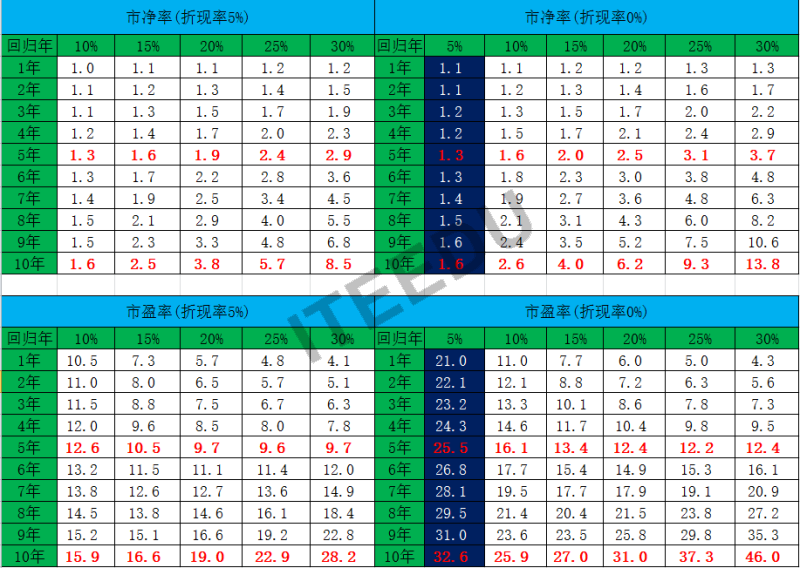 市净率(折现率5%) 市净率(折现率0%)
回归年 10% 15% 20% 25% 30% 回归年 5% 10% 15% 20% 25% 30%
1年 1.0 1.1 1.1 1.2 1.2 1年 1.1 1.1 1.2 1.2 1.3 1.3
2年 1.1 1.2 1.3 1.4 1.5 2年 1.1 1.2 1.3 1.4 1.6 1.7
3年 1.1 1.3 1.5 1.7 1.9 3年 1.2 1.3 1.5 1.7 2.0 2.2
4年 1.2 1.4 1.7 2.0 2.3 4年 1.2 1.5 1.7 2.1 2.4 2.9
5年 1.3 1.6 1.9 2.4 2.9 5年 1.3 1.6 2.0 2.5 3.1 3.7
6年 1.3 1.7 2.2 2.8 3.6 6年 1.3 1.8 2.3 3.0 3.8 4.8
7年 1.4 1.9 2.5 3.4 4.5 7年 1.4 1.9 2.7 3.6 4.8 6.3
8年 1.5 2.1 2.9 4.0 5.5 8年 1.5 2.1 3.1 4.3 6.0 8.2
9年 1.5 2.3 3.3 4.8 6.8 9年 1.6 2.4 3.5 5.2 7.5 10.6
10年 1.6 2.5 3.8 5.7 8.5 10年 1.6 2.6 4.0 6.2 9.3 13.8
ITEEDU
市盈率(折现率5%) 市盈率(折现率0%)
回归年 10% 15% 20% 25% 30% 回归年 5% 10% 15% 20% 25% 30%
1年 10.5 7.3 5.7 4.8 4.1 1年 21.0 11.0 7.7 6.0 5.0 4.3
2年 11.0 8.0 6.5 5.7 5.1 2年 22.1 12.1 8.8 7.2 6.3 5.6
3年 11.5 8.8 7.5 6.7 6.3 3年 23.2 13.3 10.1 8.6 7.8 7.3
4年 12.0 9.6 8.5 8.0 7.8 4年 24.3 14.6 11.7 10.4 9.8 9.5
5年 12.6 10.5 9.7 9.6 9.7 5年 25.5 16.1 13.4 12.4 12.2 12.4
6年 13.2 11.5 11.1 11.4 12.0 6年 26.8 17.7 15.4 14.9 15.3 16.1
7年 13.8 12.6 12.7 13.6 14.9 7年 28.1 19.5 17.7 17.9 19.1 20.9
8年 14.5 13.8 14.6 16.1 18.4 8年 29.5 21.4 20.4 21.5 23.8 27.2
9年 15.2 15.1 16.6 19.2 22.8 9年 31.0 23.6 23.5 25.8 29.8 35.3
10年 15.9 16.6 19.0 22.9 28.2 10年 32.6 25.9 27.0 31.0 37.3 46.0